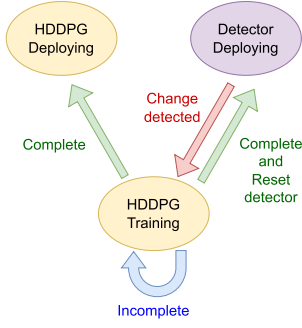 HDDPG
Deploying
Detector
Deploying
Change
detected
Complete
Complete
and
Reset
detector
HDDPG
Training
Incomplete